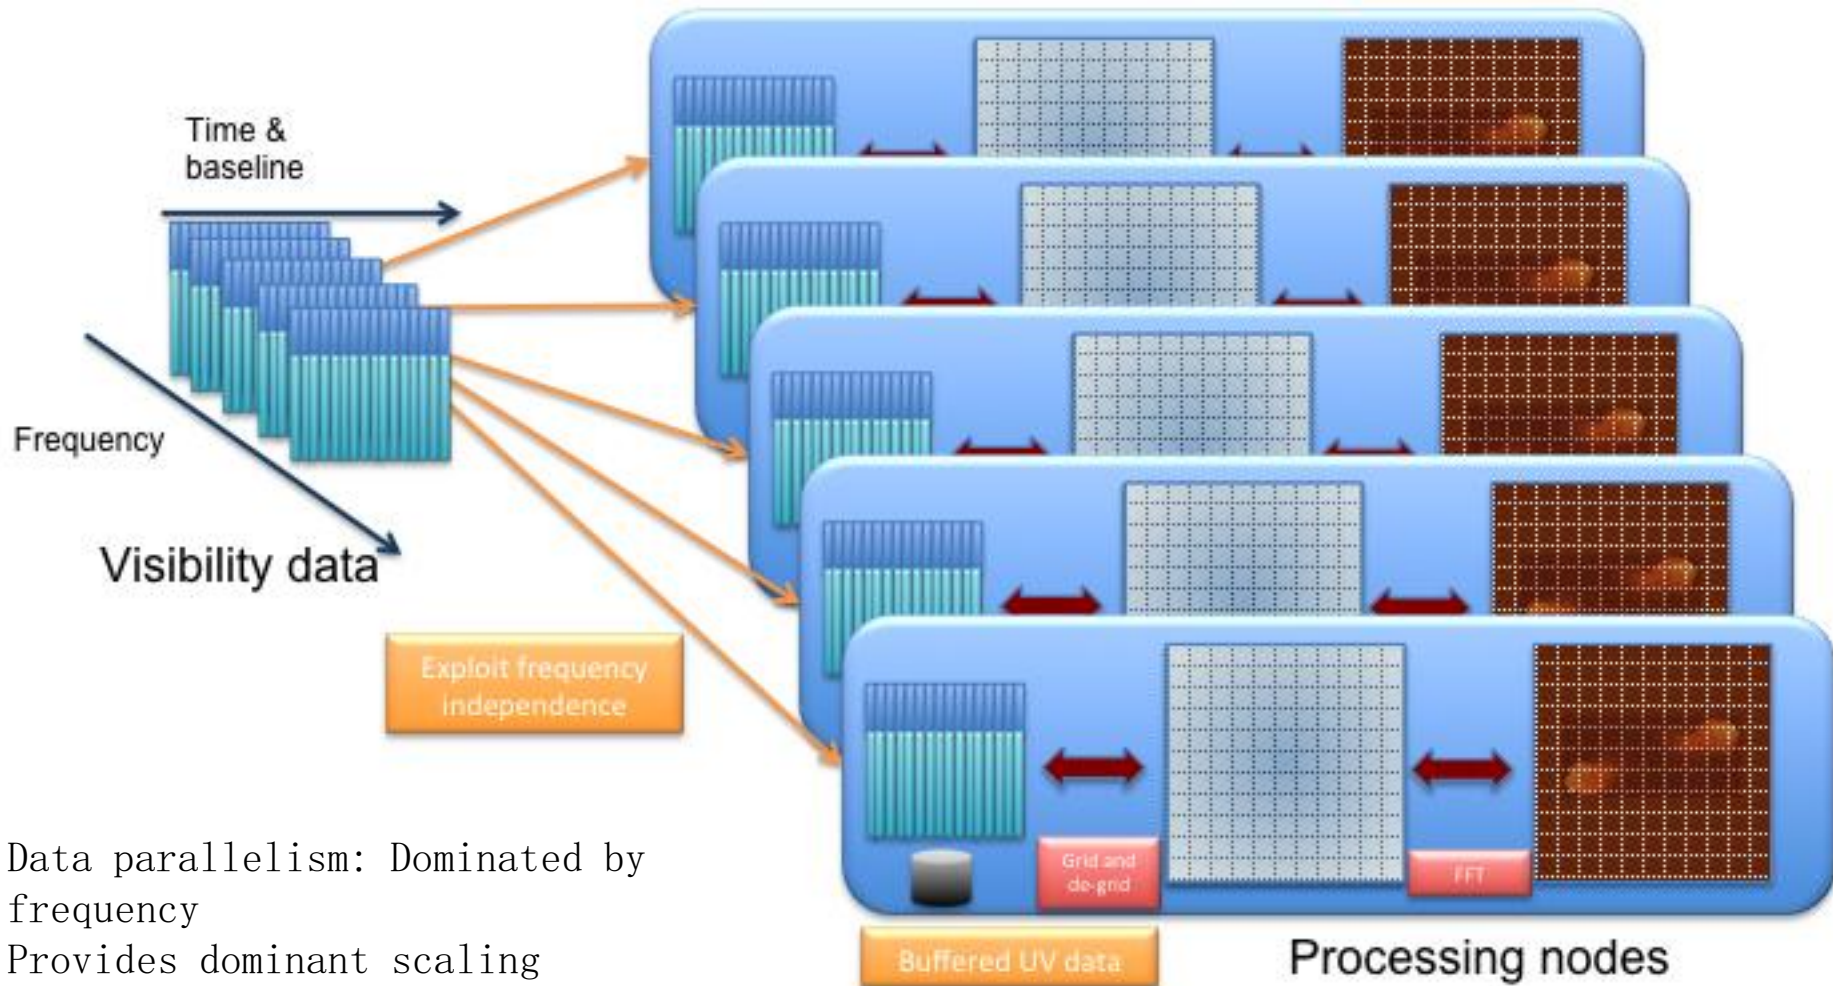 Time &
baseline
Frequency
Visibility data
Exploit frequency
independence
Data parallelism: Dominated by
frequency
Provides dominant scaling
Grid and
de-grid
FFT
Buffered UV data
Processing nodes